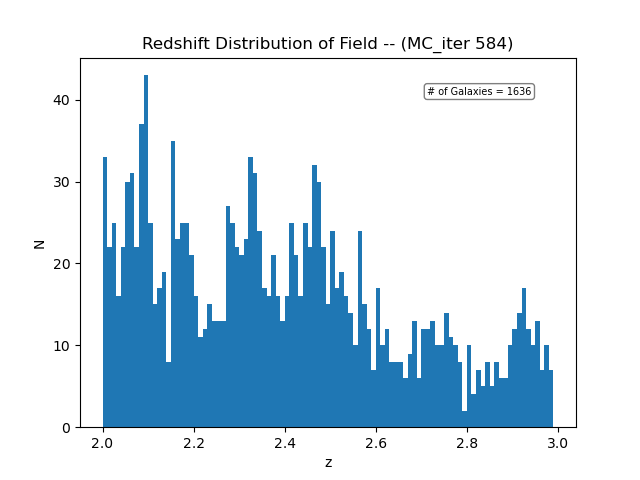 Redshift Distribution of Field -- (MC_iter 584)
# of Galaxies = 1636
40
30
20
10
0
N
2.0 2.2 2.4 2.6 2.8 3.0
z